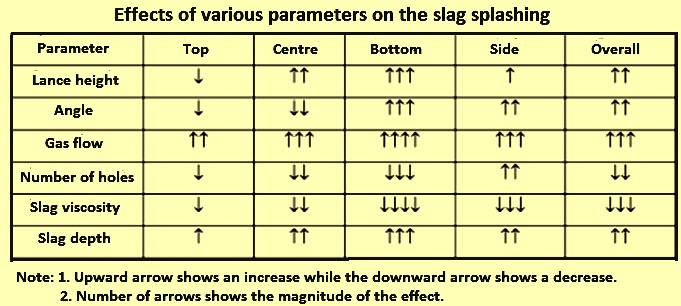 Effects of various parameters on the slag splashing
Parameter Top Centre Bottom Side Overall
Lance height ↓ ↑↑ ↑↑↑ ↑ ↑↑
Angle ↓ ↓↓ ↑↑↑ ↑↑ ↑↑
Gas flow ↑↑ ↑↑↑ ↑↑↑↑ ↑↑↑ ↑↑↑
Number of holes ↓ ↓↓ ↓↓↓ ↑↑ ↓↓
Slag viscosity ↓ ↓↓ ↓↓↓↓ ↓↓↓ ↓↓↓
Slag depth ↑ ↑↑ ↑↑↑ ↑↑ ↑↑
Note: 1. Upward arrow shows an increase while the downward arrow shows a decrease.
2. Number of arrows shows the magnitude of the effect.